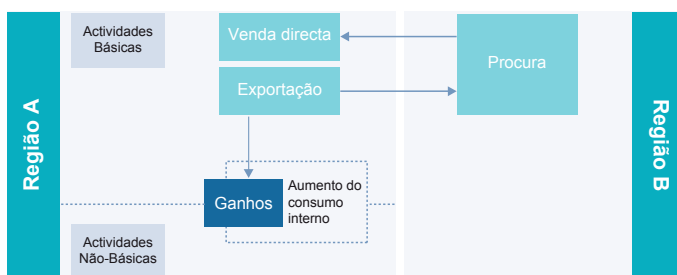 Região A
Actividades
Básicas
Venda directa
Exportação
Procura
Ganhos
Aumento do
consumo
interno
Actividades
Não-Básicas
Região B